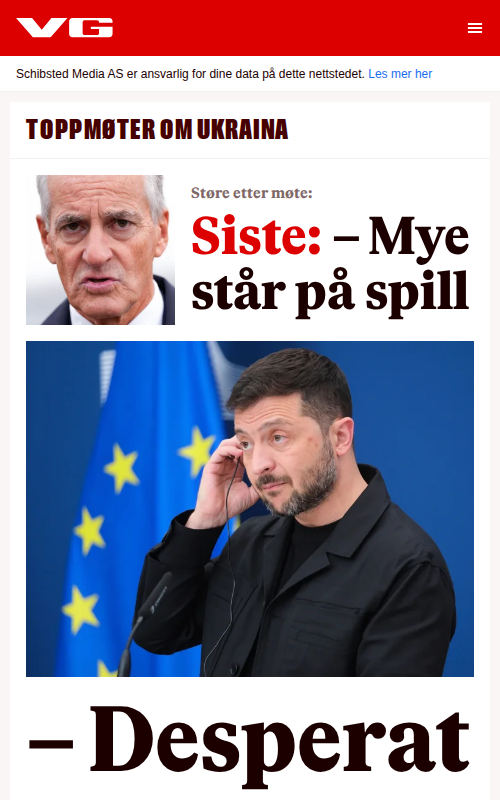 VG
Schibsted Media AS er ansvarlig for dine data på dette nettstedet. Les mer her
TOPPMØTER OM UKRAINA
Støre etter møte:
Siste: – Mye
står på spill
– Desperat